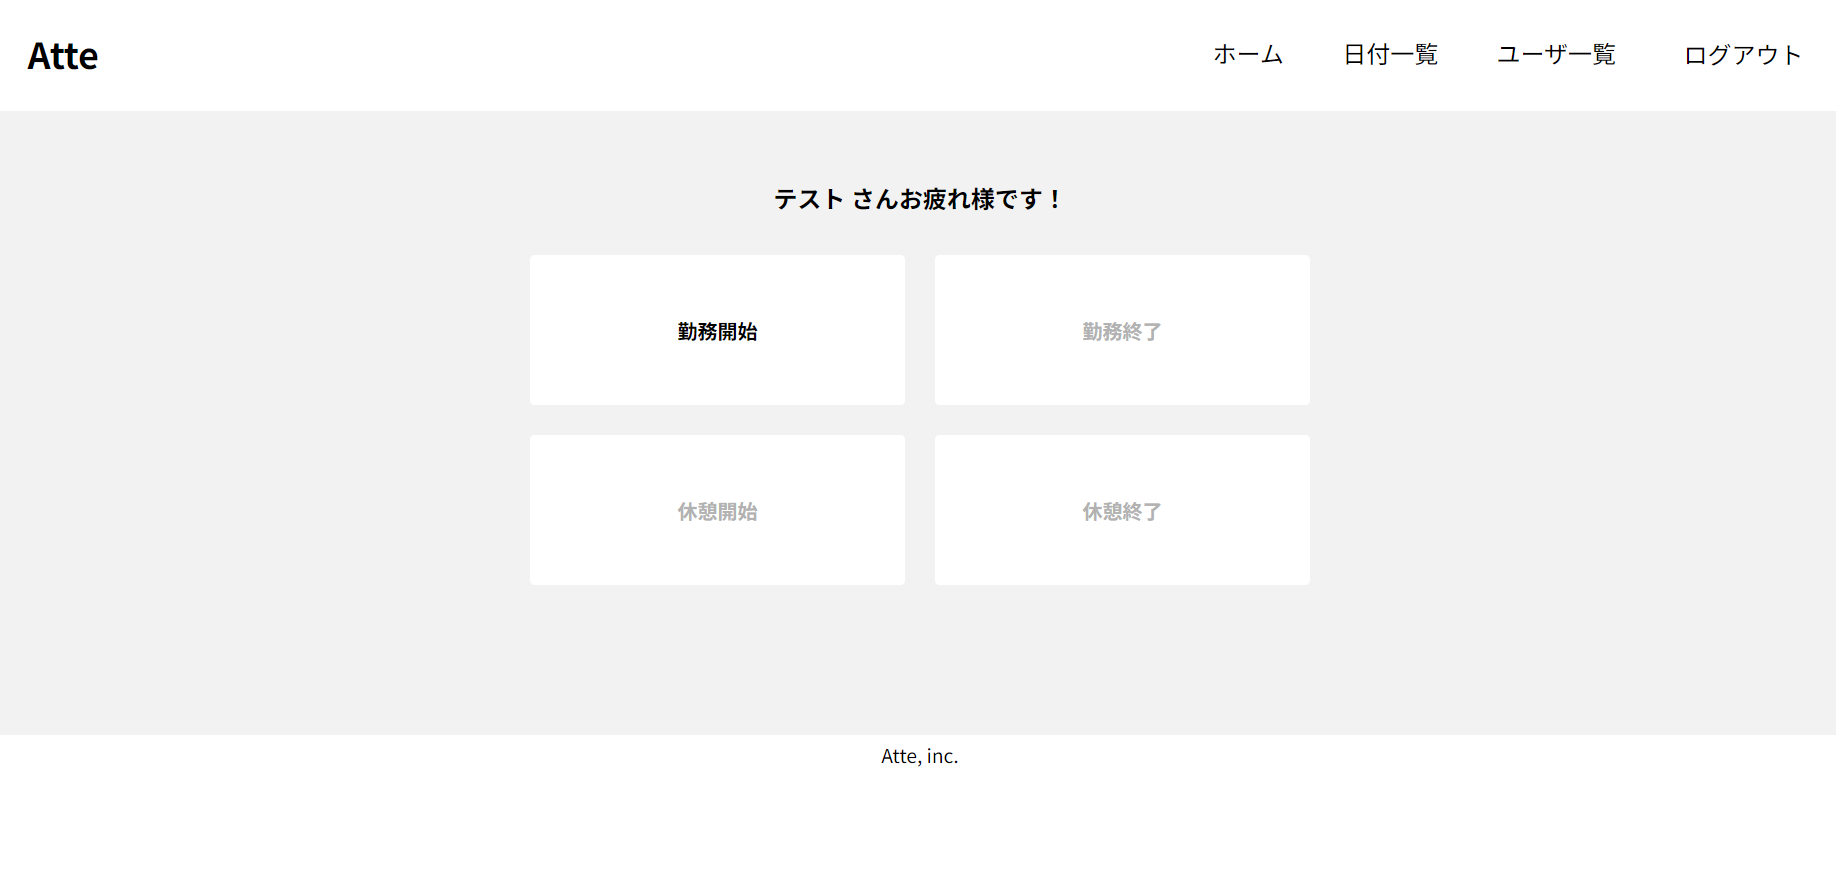 Atte
ホーム 日付一覧 ユーザ一覧 ログアウト
テスト さんお疲れ様です！
勤務開始 勤務終了
休憩開始 休憩終了
Atte, inc.